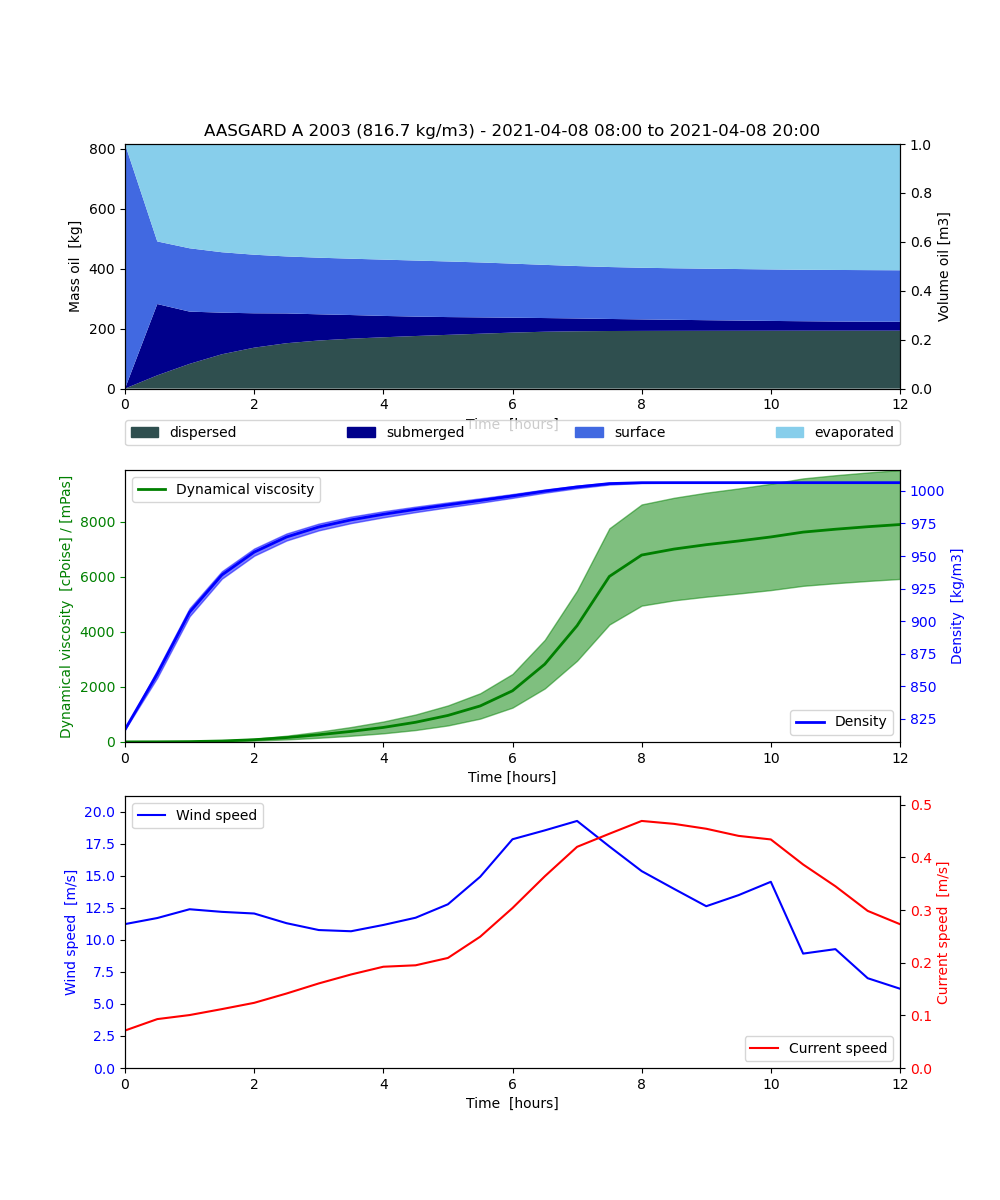 AASGARD A 2003 (816.7 kg/m3) - 2021-04-08 08:00 to 2021-04-08 20:00
800
600
400
200
0
Mass oil [kg]
1.0
0.8
0.6
0.4
0.2
0.0
Volume oil [m3]
0 2 4 6 8 10 12
Time [hours]
dispersed submerged surface evaporated
Dynamical viscosity
8000
6000
4000
2000
0
Dynamical viscosity [cPoise] / [mPas]
1000
975
950
925
900
875
850
825
Density [kg/m3]
Density
0 2 4 6 8 10 12
Time [hours]
Wind speed
20.0
17.5
15.0
12.5
10.0
7.5
5.0
2.5
0.0
Wind speed [m/s]
0.5
0.4
0.3
0.2
0.1
0.0
Current speed [m/s]
Current speed
0 2 4 6 8 10 12
Time [hours]